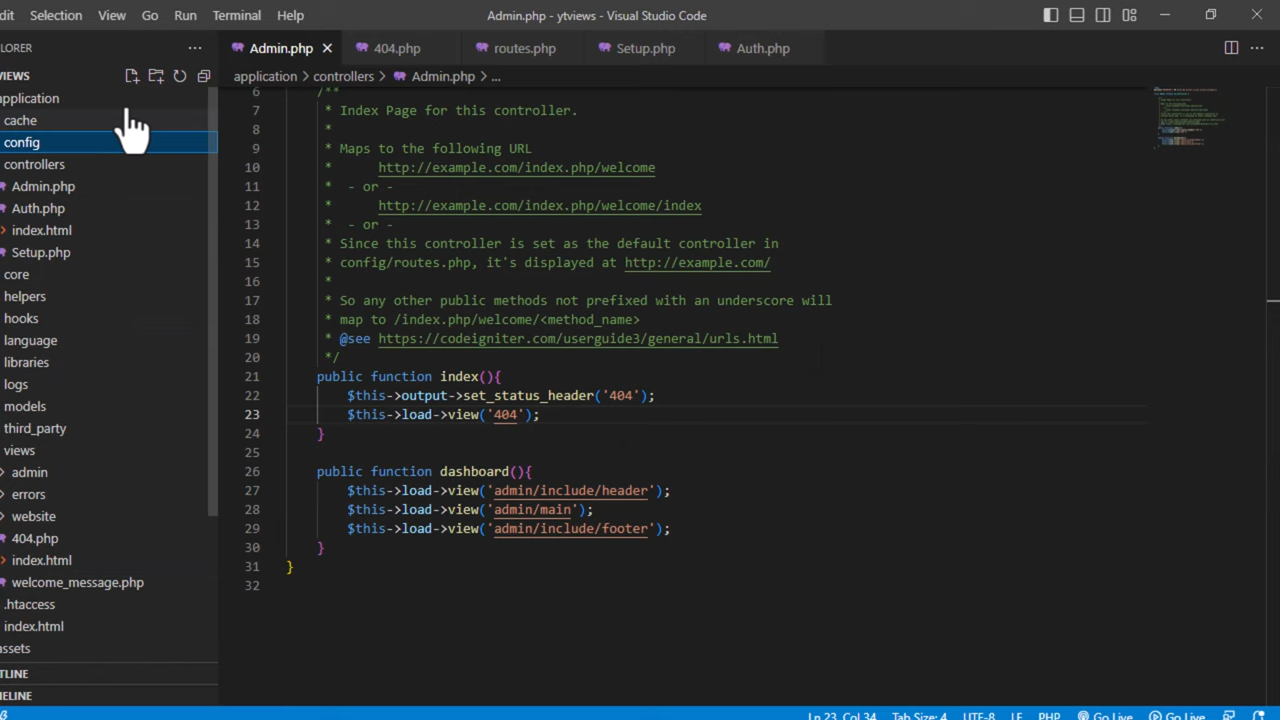 dit Selection View Go Run Terminal Help
Admin.php - ytviews - Visual Studio Code
LORER
VIEWS
application
cache
config
controllers
Admin.php
Auth.php
index.html
Setup.php
core
helpers
hooks
language
libraries
logs
models
third_party
views
admin
errors
website
404.php
index.html
welcome_message.php
.htaccess
index.html
assets
TLINE
MELINE
Admin.php 404.php routes.php Setup.php Auth.php
application > controllers > Admin.php > ...
6 /**
7 * Index Page for this controller.
8 *
9 * Maps to the following URL
10 * http://example.com/index.php/welcome
11 * - or -
12 * http://example.com/index.php/welcome/index
13 * - or -
14 * Since this controller is set as the default controller in
15 * config/routes.php, it's displayed at http://example.com/
16 *
17 * So any other public methods not prefixed with an underscore will
18 * map to /index.php/welcome/<method_name>
19 * @see https://codeigniter.com/userguide3/general/urls.html
20 */
21 public function index(){
22 $this->output->set_status_header('404');
23 $this->load->view('404');
24 }
25
26 public function dashboard(){
27 $this->load->view('admin/include/header');
28 $this->load->view('admin/main');
29 $this->load->view('admin/include/footer');
30 }
31 }
32
Ln 23, Col 34 Tab Size: 4 UTF-8 LF PHP Go Live Go Live